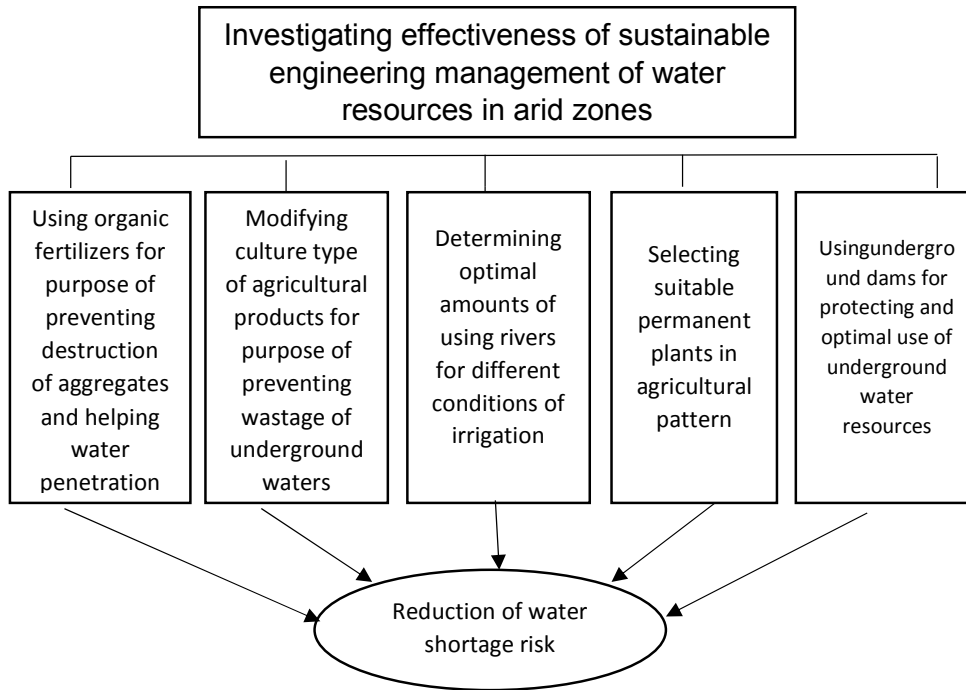 Investigating effectiveness of sustainable
engineering management of water
resources in arid zones
Using organic
fertilizers for
purpose of
preventing
destruction
of aggregates
and helping
water
penetration
Modifying
culture type
of agricultural
products for
purpose of
preventing
wastage of
underground
waters
Determining
optimal
amounts of
using rivers
for different
conditions of
irrigation
Selecting
suitable
permanent
plants in
agricultural
pattern
Usingundergro
und dams for
protecting and
optimal use of
underground
water
resources
Reduction of water
shortage risk